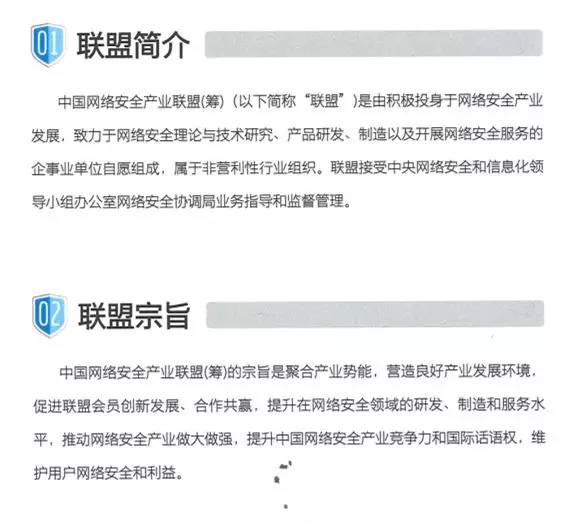 01 联盟简介
中国网络安全产业联盟(筹)（以下简称“联盟”)是由积极投身于网络安全产业
发展，致力于网络安全理论与技术研究、产品研发、制造以及开展网络安全服务的
企事业单位自愿组成，属于非营利性行业组织。联盟接受中央网络安全和信息化领
导小组办公室网络安全协调局业务指导和监督管理。
02 联盟宗旨
中国网络安全产业联盟(筹)的宗旨是聚合产业势能，营造良好产业发展环境，
促进联盟会员创新发展、合作共赢，提升在网络安全领域的研发、制造和服务水
平，推动网络安全产业做大做强，提升中国网络安全产业竞争力和国际话语权，维
护用户网络安全和利益。